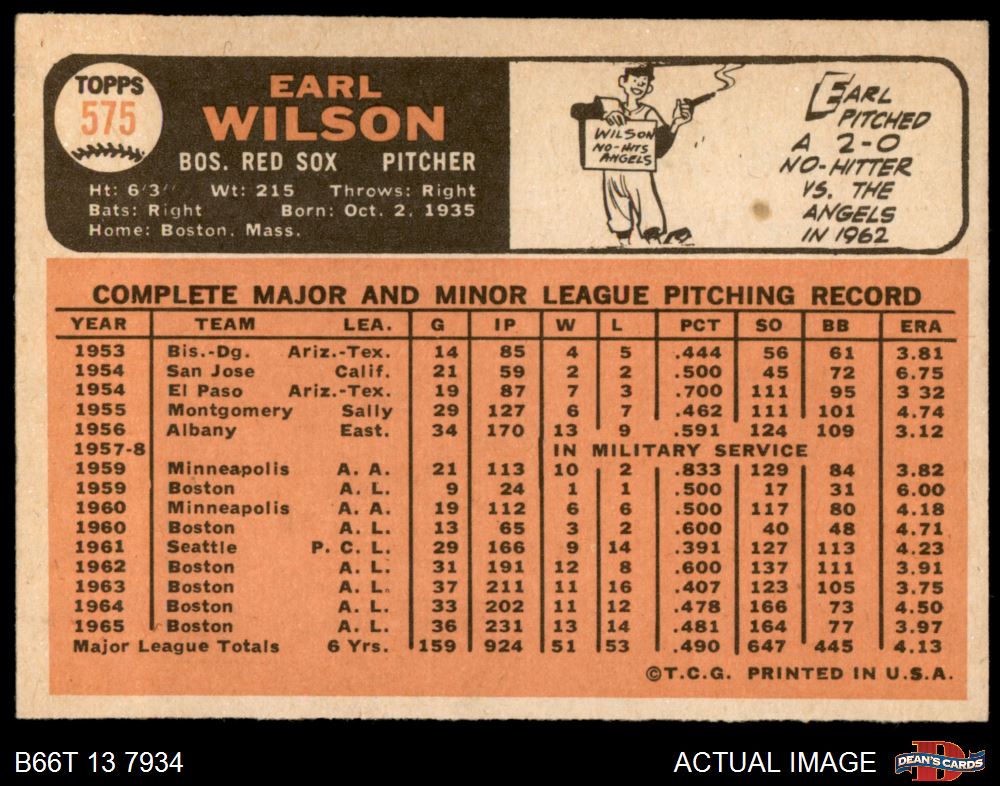 TOPPS
575
EARL
WILSON
BOS. RED SOX PITCHER
Ht: 6'3" Wt: 215 Throws: Right
Bats: Right Born: Oct. 2, 1935
Home: Boston, Mass.
WILSON
NO-HITS
ANGELS
EARL
PITCHED
A 2-0
NO-HITTER
VS. THE
ANGELS
IN 1962
COMPLETE MAJOR AND MINOR LEAGUE PITCHING RECORD
YEAR TEAM LEA. G IP W L PCT SO BB ERA
1953 Bis.-Dg. Ariz.-Tex. 14 85 4 5 .444 56 61 3.81
1954 San Jose Calif. 21 59 2 2 .500 45 72 6.75
1954 El Paso Ariz.-Tex. 19 87 7 3 .700 111 95 3 32
1955 Montgomery Sally 29 127 6 7 .462 111 101 4.74
1956 Albany East. 34 170 13 9 .591 124 109 3.12
1957-8 IN MILITARY SERVICE
1959 Minneapolis A. A. 21 113 10 2 .833 129 84 3.82
1959 Boston A. L. 9 24 1 1 .500 17 31 6.00
1960 Minneapolis A. A. 19 112 6 6 .500 117 80 4.18
1960 Boston A. L. 13 65 3 2 .600 40 48 4.71
1961 Seattle P. C. L. 29 166 9 14 .391 127 113 4.23
1962 Boston A. L. 31 191 12 8 .600 137 111 3.91
1963 Boston A. L. 37 211 11 16 .407 123 105 3.75
1964 Boston A. L. 33 202 11 12 .478 166 73 4.50
1965 Boston A. L. 36 231 13 14 .481 164 77 3.97
Major League Totals 6 Yrs. 159 924 51 53 .490 647 445 4.13
©T.C.G. PRINTED IN U.S.A.
B66T 13 7934 ACTUAL IMAGE DEAN'S CARDS